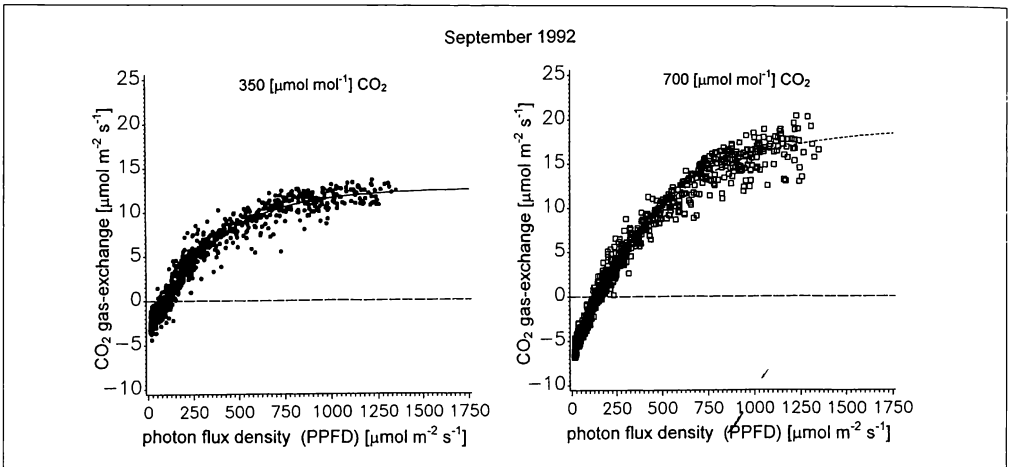 September 1992
350 [μmol mol⁻¹] CO₂
25
20
15
10
5
0
−5
−10
CO₂ gas-exchange [μmol m⁻² s⁻¹]
0 250 500 750 1000 1250 1500 1750
photon flux density (PPFD) [μmol m⁻² s⁻¹]
700 [μmol mol⁻¹] CO₂
25
20
15
10
5
0
−5
−10
CO₂ gas-exchange [μmol m⁻² s⁻¹]
0 250 500 750 1000 1250 1500 1750
photon flux density (PPFD) [μmol m⁻² s⁻¹]